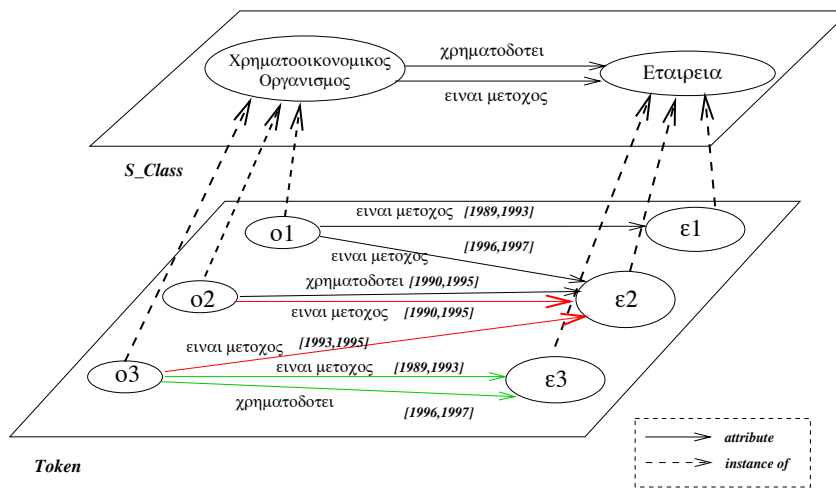 χρηματοδοτει
Χρηματοοικονομικος
Οργανισμος
Εταιρεια
ειναι μετοχος
S_Class
ειναι μετοχος [1989,1993]
ο1
ε1
ειναι μετοχος [1996,1997]
χρηματοδοτει [1990,1995]
ο2
ε2
ειναι μετοχος [1990,1995]
ειναι μετοχος [1993,1995]
ο3
ειναι μετοχος [1989,1993]
ε3
χρηματοδοτει [1996,1997]
Token
attribute
instance of